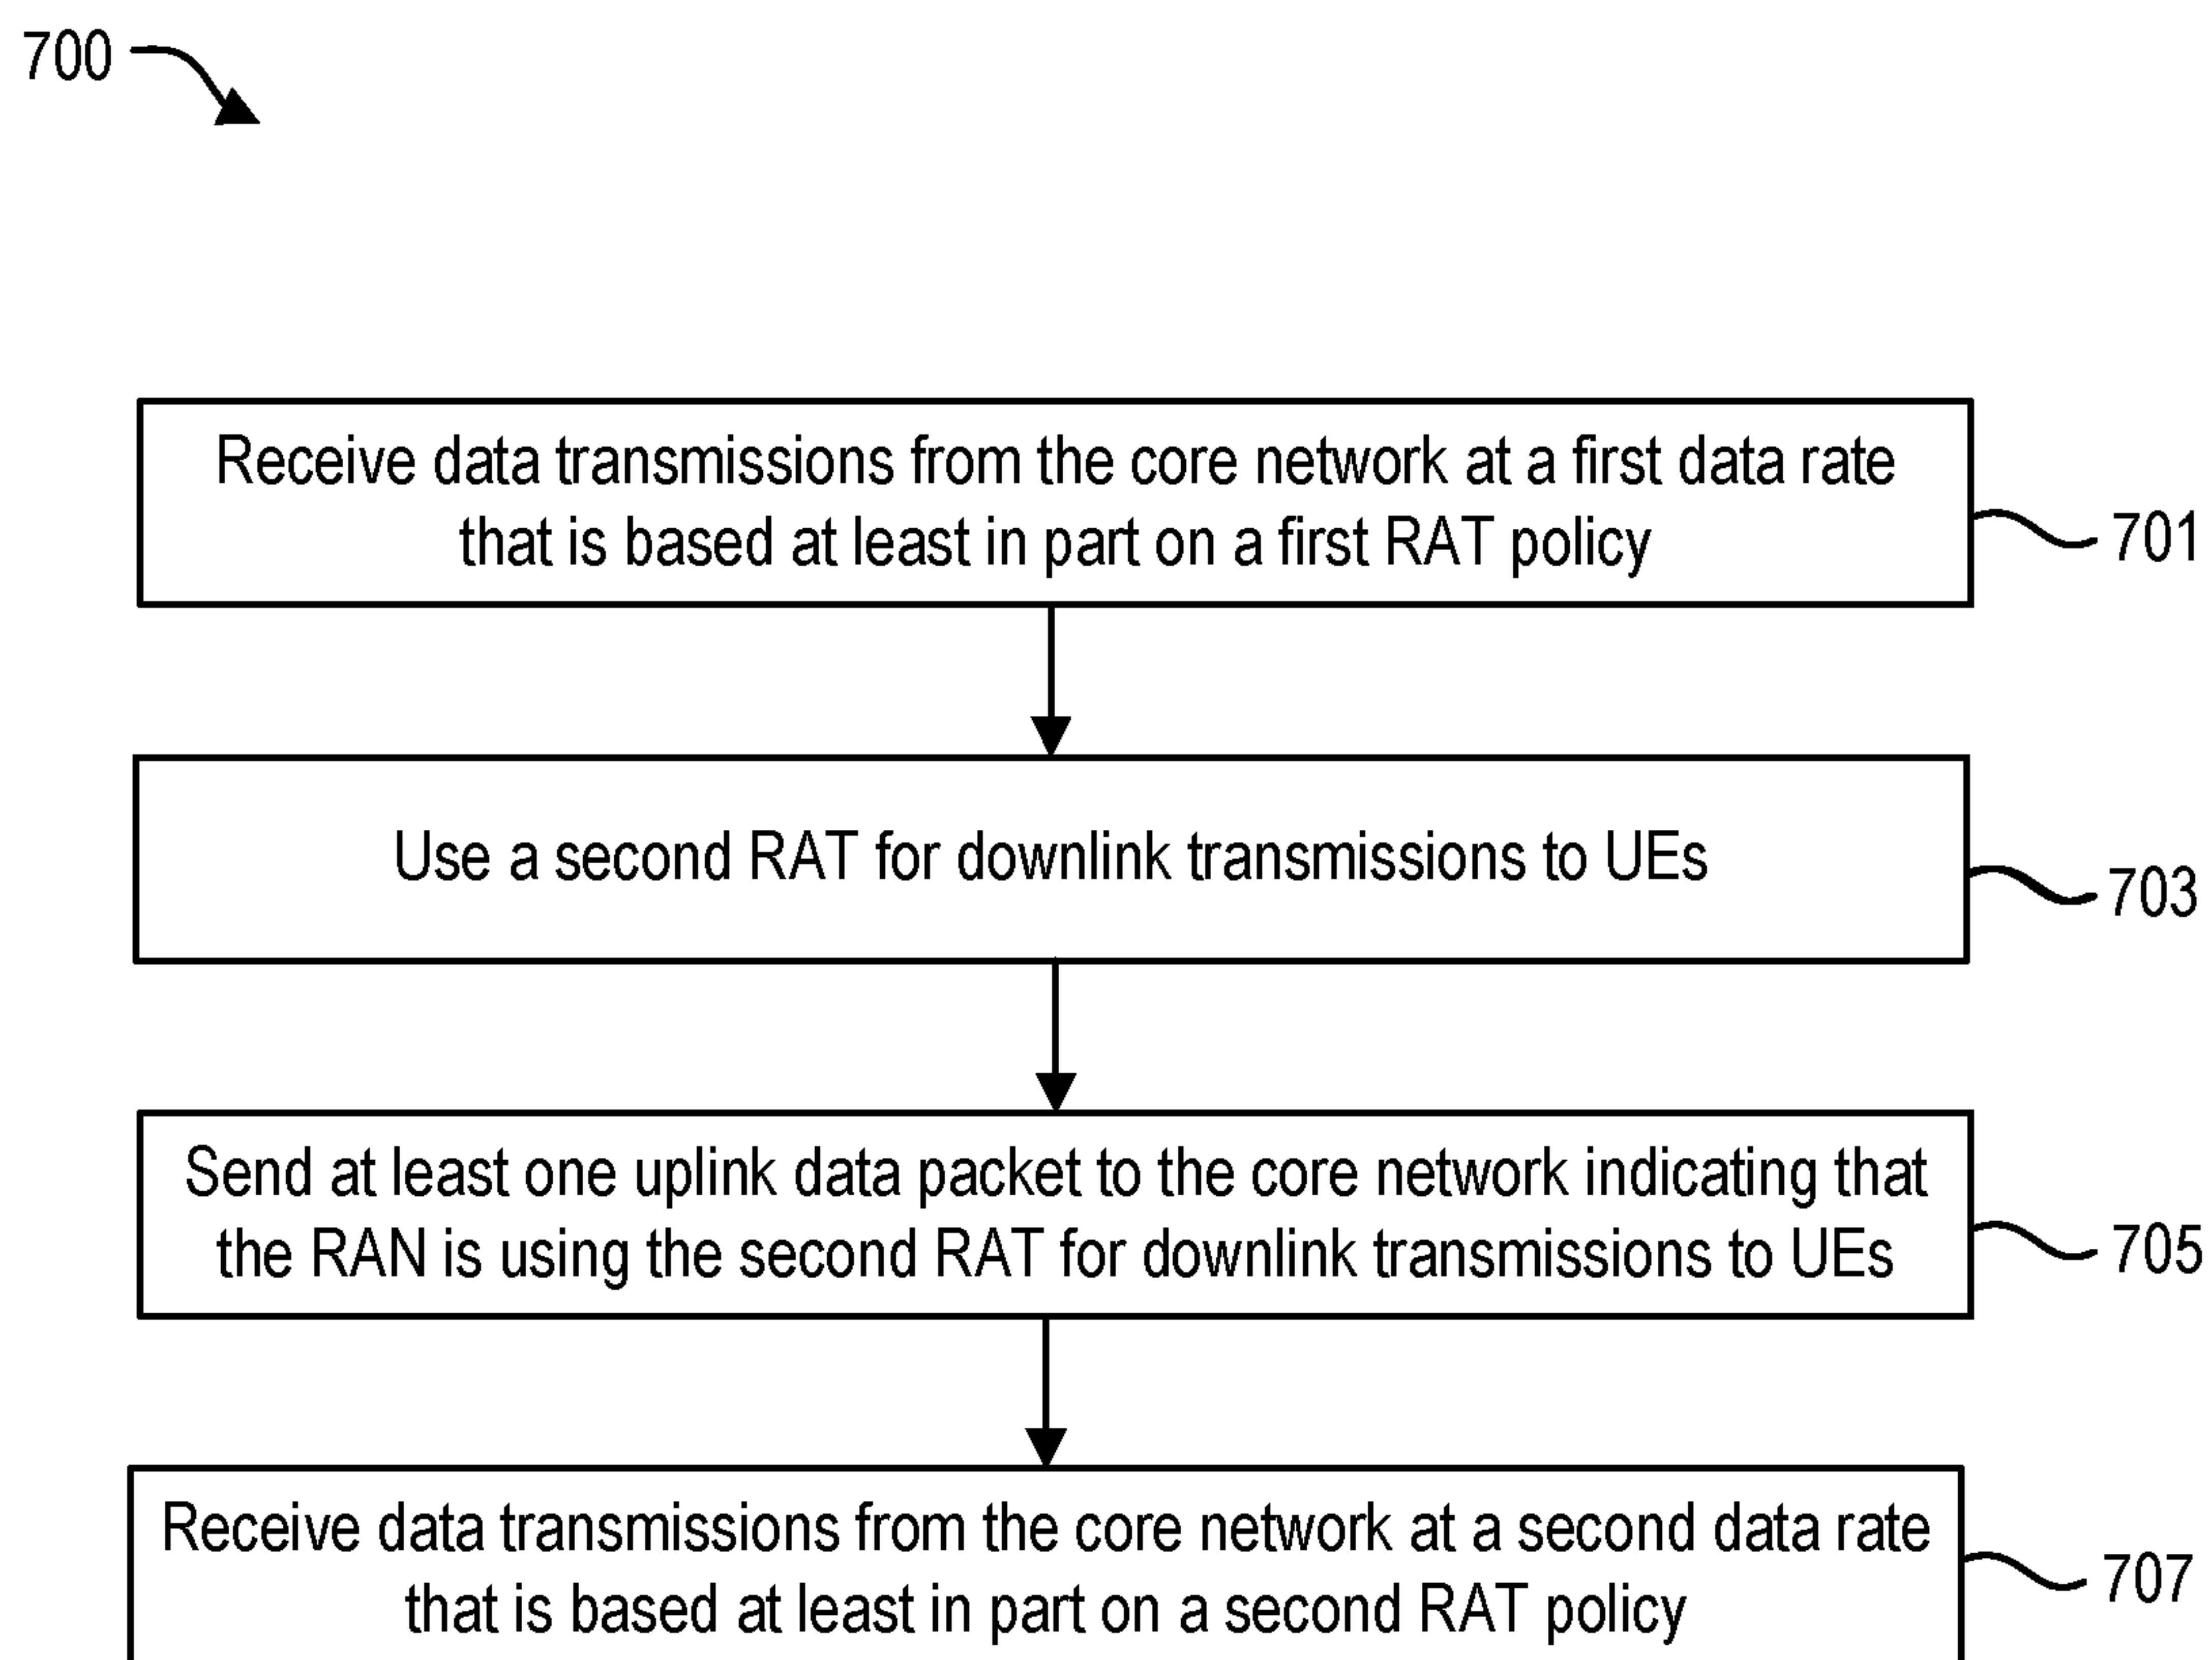 700
Receive data transmissions from the core network at a first data rate
that is based at least in part on a first RAT policy
701
Use a second RAT for downlink transmissions to UEs
703
Send at least one uplink data packet to the core network indicating that
the RAN is using the second RAT for downlink transmissions to UEs
705
Receive data transmissions from the core network at a second data rate
that is based at least in part on a second RAT policy
707